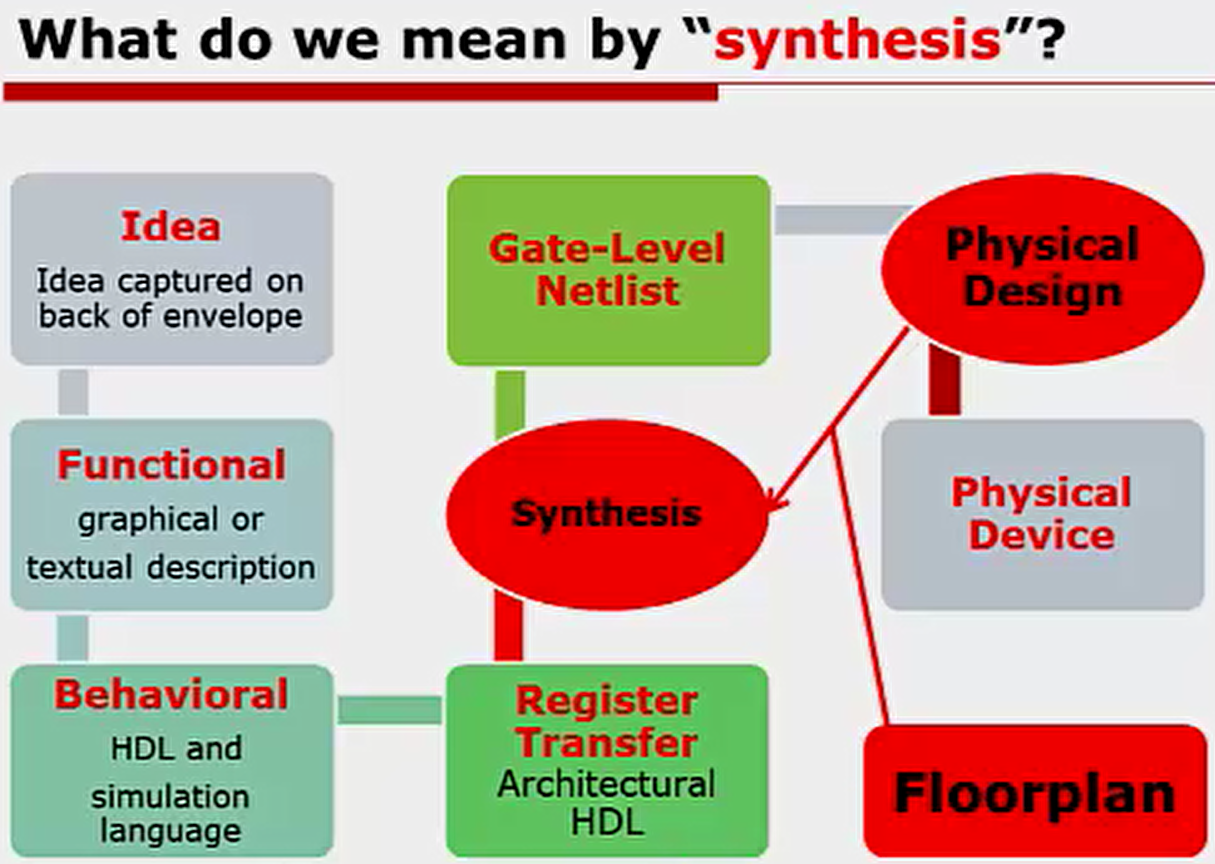 What do we mean by “synthesis”?
Idea
Idea captured on
back of envelope
Functional
graphical or
textual description
Behavioral
HDL and
simulation
language
Register
Transfer
Architectural
HDL
Synthesis
Gate-Level
Netlist
Physical
Design
Physical
Device
Floorplan